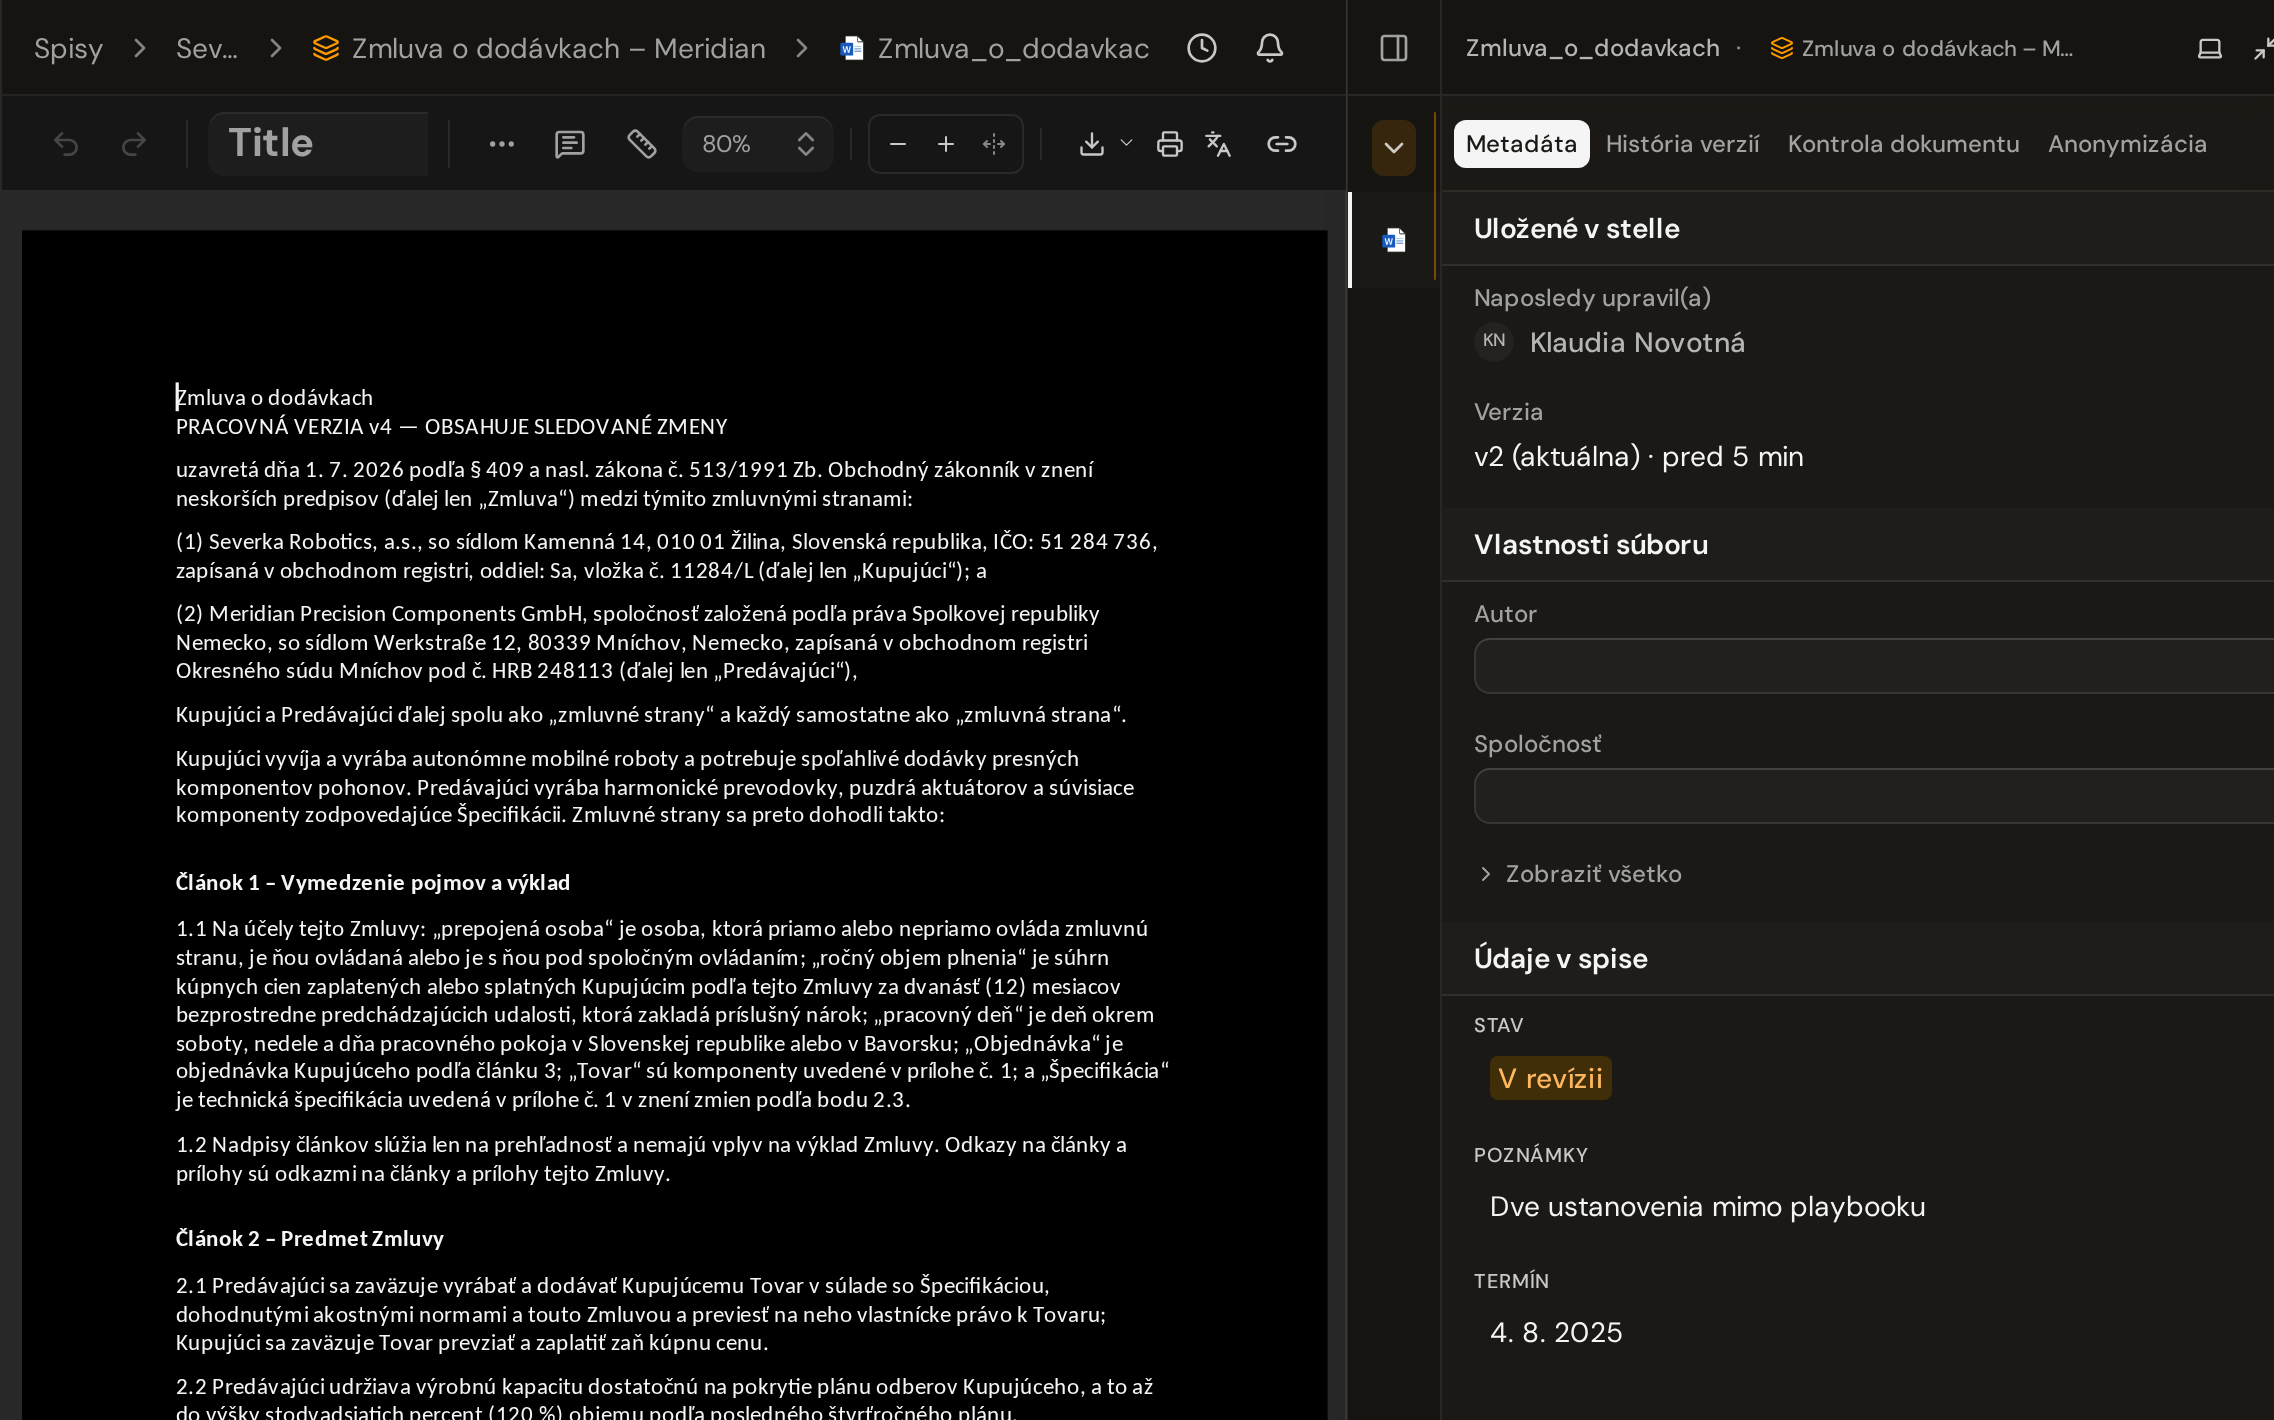 Spisy
Sev...
Zmluva o dodávkach – Meridian
Zmluva_o_dodavkac
Title
80%
Zmluva o dodávkach
PRACOVNÁ VERZIA v4 — OBSAHUJE SLEDOVANÉ ZMENY
uzavretá dňa 1. 7. 2026 podľa § 409 a nasl. zákona č. 513/1991 Zb. Obchodný zákonník v znení
neskorších predpisov (ďalej len „Zmluva“) medzi týmito zmluvnými stranami:
(1) Severka Robotics, a.s., so sídlom Kamenná 14, 010 01 Žilina, Slovenská republika, IČO: 51 284 736,
zapísaná v obchodnom registri, oddiel: Sa, vložka č. 11284/L (ďalej len „Kupujúci“); a
(2) Meridian Precision Components GmbH, spoločnosť založená podľa práva Spolkovej republiky
Nemecko, so sídlom Werkstraße 12, 80339 Mníchov, Nemecko, zapísaná v obchodnom registri
Okresného súdu Mníchov pod č. HRB 248113 (ďalej len „Predávajúci“),
Kupujúci a Predávajúci ďalej spolu ako „zmluvné strany“ a každý samostatne ako „zmluvná strana“.
Kupujúci vyvíja a vyrába autonómne mobilné roboty a potrebuje spoľahlivé dodávky presných
komponentov pohonov. Predávajúci vyrába harmonické prevodovky, puzdrá aktuátorov a súvisiace
komponenty zodpovedajúce Špecifikácii. Zmluvné strany sa preto dohodli takto:
Článok 1 – Vymedzenie pojmov a výklad
1.1 Na účely tejto Zmluvy: „prepojená osoba“ je osoba, ktorá priamo alebo nepriamo ovláda zmluvnú
stranu, je ňou ovládaná alebo je s ňou pod spoločným ovládaním; „ročný objem plnenia“ je súhrn
kúpnych cien zaplatených alebo splatných Kupujúcim podľa tejto Zmluvy za dvanásť (12) mesiacov
bezprostredne predchádzajúcich udalosti, ktorá zakladá príslušný nárok; „pracovný deň“ je deň okrem
soboty, nedele a dňa pracovného pokoja v Slovenskej republike alebo v Bavorsku; „Objednávka“ je
objednávka Kupujúceho podľa článku 3; „Tovar“ sú komponenty uvedené v prílohe č. 1; a „Špecifikácia“
je technická špecifikácia uvedená v prílohe č. 1 v znení zmien podľa bodu 2.3.
1.2 Nadpisy článkov slúžia len na prehľadnosť a nemajú vplyv na výklad Zmluvy. Odkazy na články a
prílohy sú odkazmi na články a prílohy tejto Zmluvy.
Článok 2 – Predmet Zmluvy
2.1 Predávajúci sa zaväzuje vyrábať a dodávať Kupujúcemu Tovar v súlade so Špecifikáciou,
dohodnutými akostnými normami a touto Zmluvou a previesť na neho vlastnícke právo k Tovaru;
Kupujúci sa zaväzuje Tovar prevziať a zaplatiť zaň kúpnu cenu.
2.2 Predávajúci udržiava výrobnú kapacitu dostatočnú na pokrytie plánu odberov Kupujúceho, a to až
do výšky stodvadsiatich percent (120 %) objemu podľa posledného štvrťročného plánu.
Zmluva_o_dodavkach ·
Zmluva o dodávkach – M...
Metadáta
História verzií
Kontrola dokumentu
Anonymizácia
Uložené v stelle
Naposledy upravil(a)
KN
Klaudia Novotná
Verzia
v2 (aktuálna) · pred 5 min
Vlastnosti súboru
Autor
Spoločnosť
Zobraziť všetko
Údaje v spise
STAV
V revízii
POZNÁMKY
Dve ustanovenia mimo playbooku
TERMÍN
4. 8. 2025